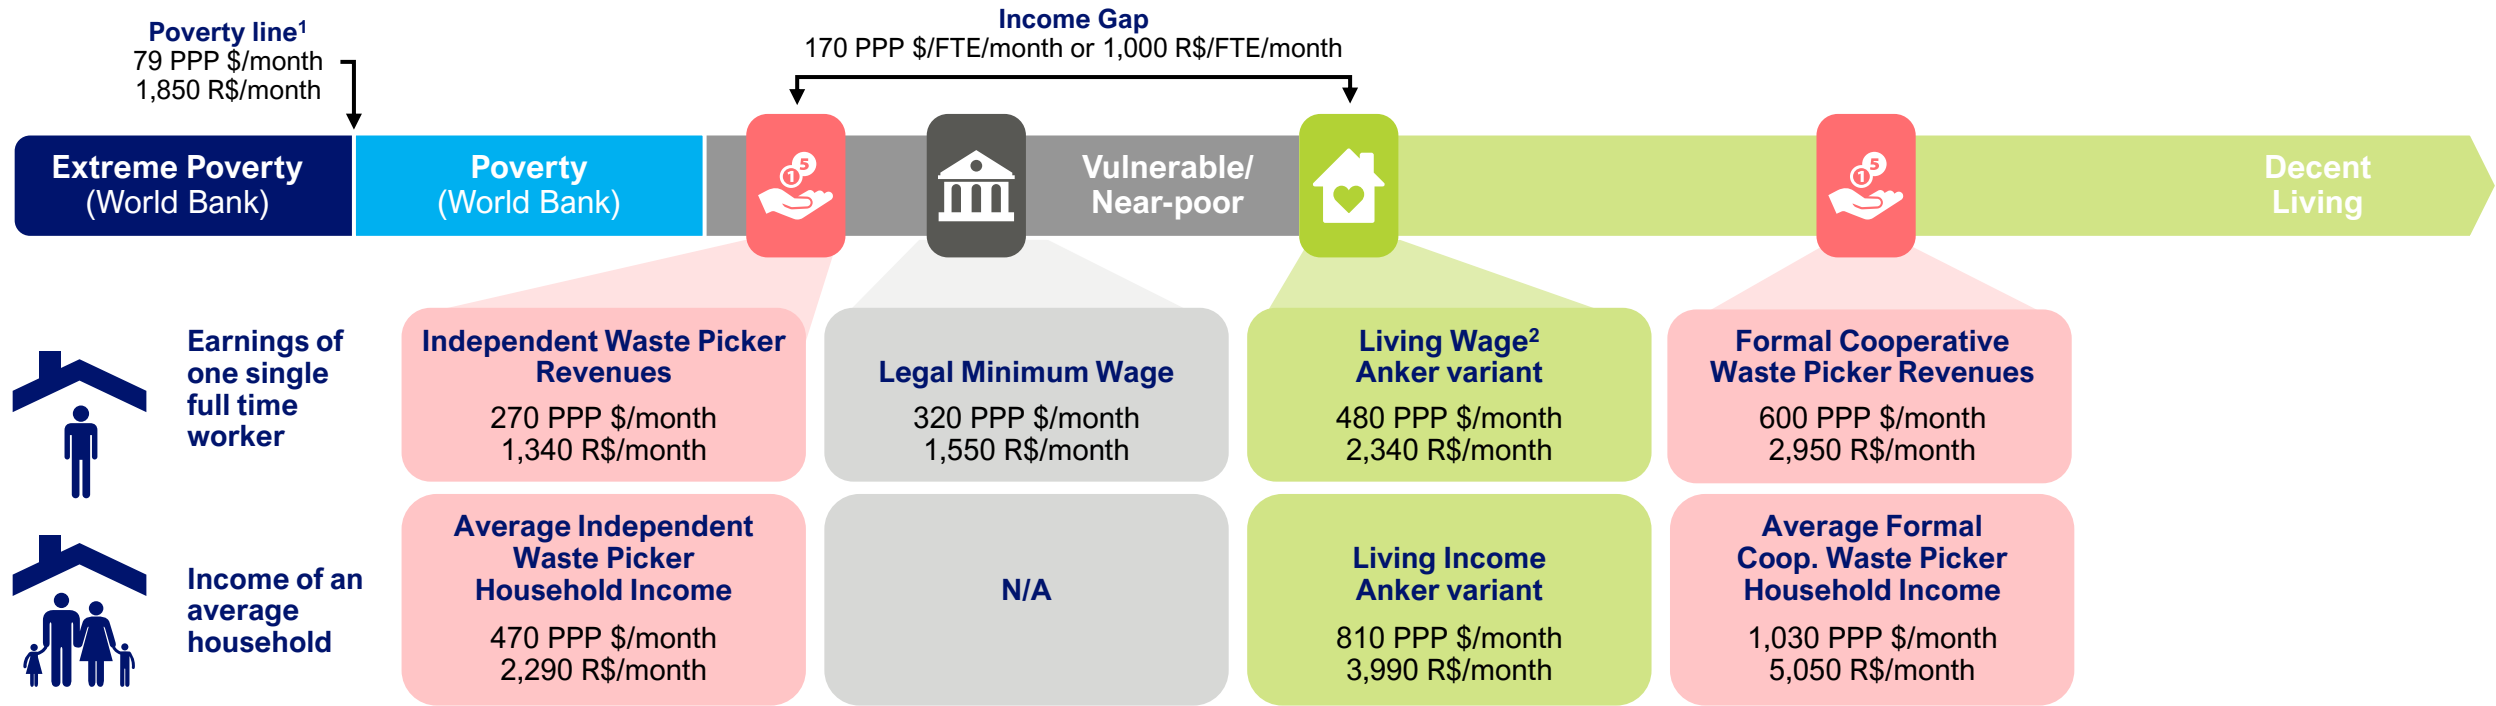 Poverty line1
79 PPP $/month
1,850 R$/month
Income Gap
170 PPP $/FTE/month or 1,000 R$/FTE/month
Extreme Poverty
(World Bank)
Poverty
(World Bank)
1 5
Vulnerable/
Near-poor
1 5
Decent
Living
Earnings of
one single
full time
worker
Independent Waste Picker
Revenues
270 PPP $/month
1,340 R$/month
Legal Minimum Wage
320 PPP $/month
1,550 R$/month
Living Wage2
Anker variant
480 PPP $/month
2,340 R$/month
Formal Cooperative
Waste Picker Revenues
600 PPP $/month
2,950 R$/month
Income of an
average
household
Average Independent
Waste Picker
Household Income
470 PPP $/month
2,290 R$/month
N/A
Living Income
Anker variant
810 PPP $/month
3,990 R$/month
Average Formal
Coop. Waste Picker
Household Income
1,030 PPP $/month
5,050 R$/month